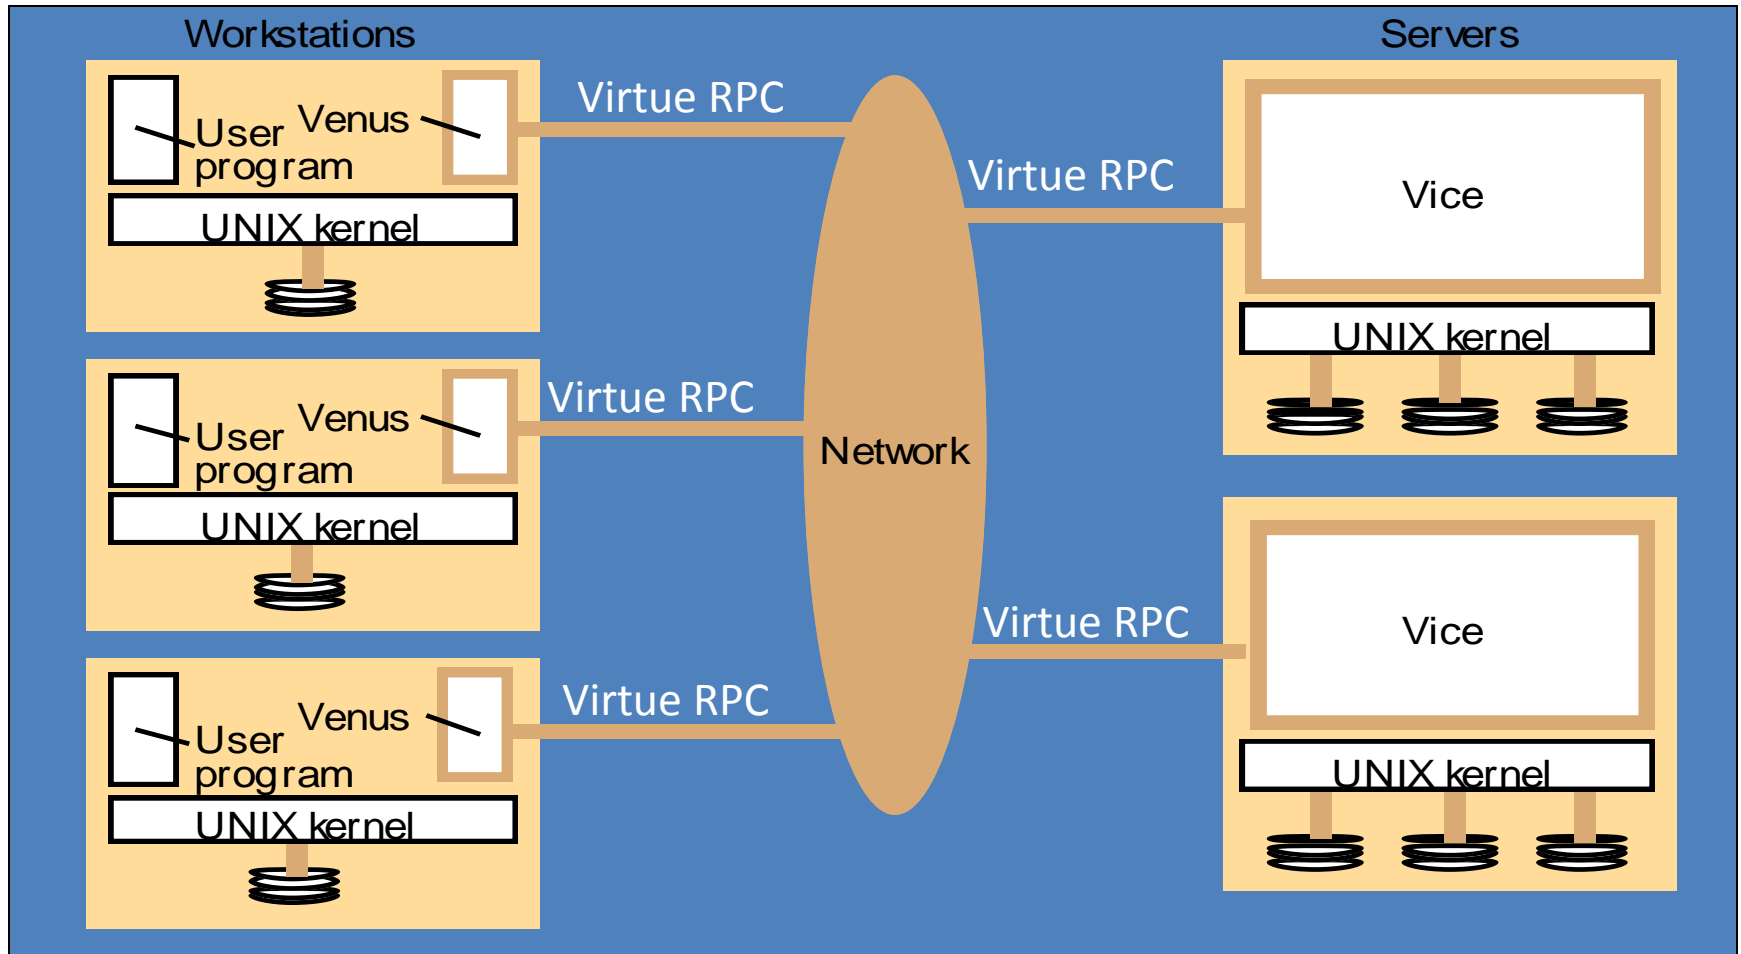 Workstations
Servers
User
program
Venus
UNIX kernel
Virtue RPC
User
program
Venus
UNIX kernel
Virtue RPC
User
program
Venus
UNIX kernel
Virtue RPC
Network
Virtue RPC
Vice
UNIX kernel
Virtue RPC
Vice
UNIX kernel